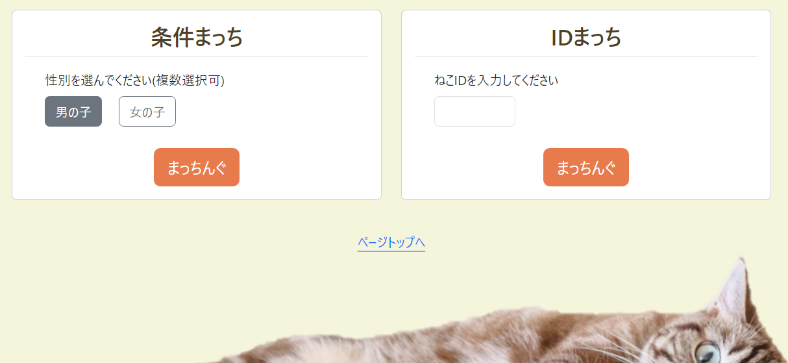 条件まっち
性別を選んでください(複数選択可)
男の子 女の子
まっちんぐ
IDまっち
ねこIDを入力してください
まっちんぐ
ページトップへ